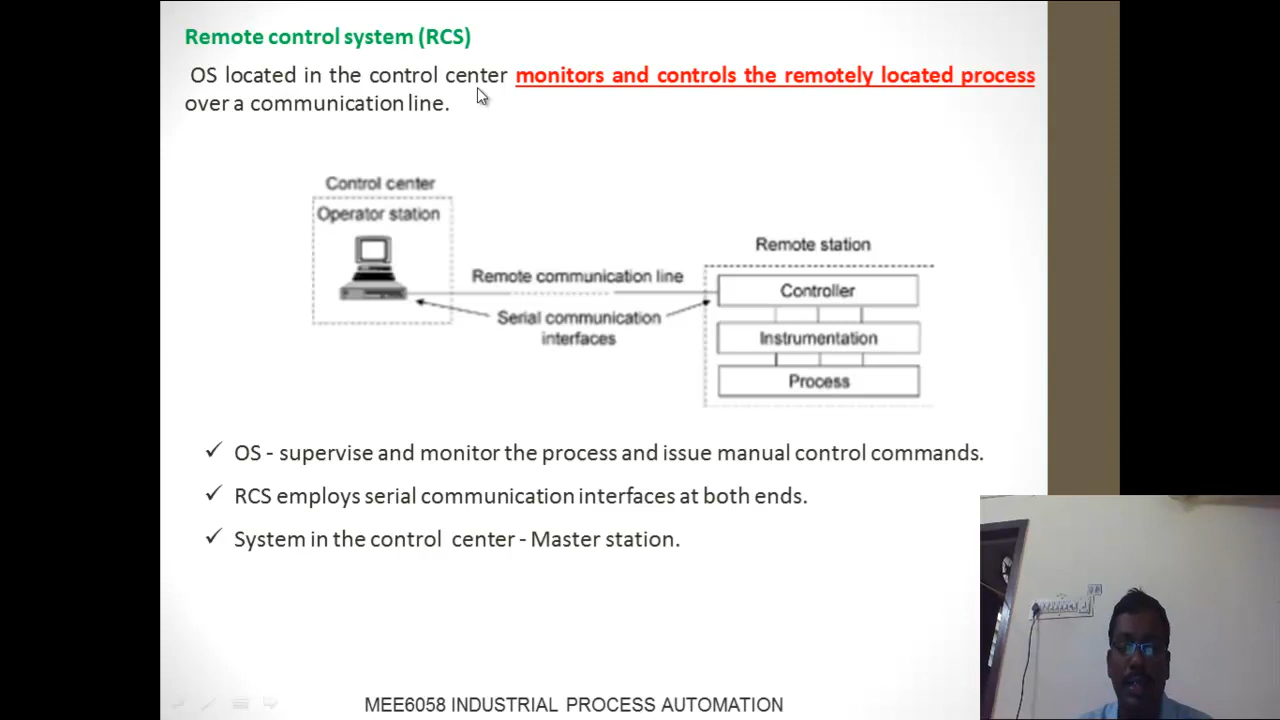 Remote control system (RCS)
OS located in the control center monitors and controls the remotely located process
over a communication line.
Control center
Operator station
Remote station
Remote communication line
Controller
Serial communication
interfaces
Instrumentation
Process
✓ OS - supervise and monitor the process and issue manual control commands.
✓ RCS employs serial communication interfaces at both ends.
✓ System in the control center - Master station.
MEE6058 INDUSTRIAL PROCESS AUTOMATION